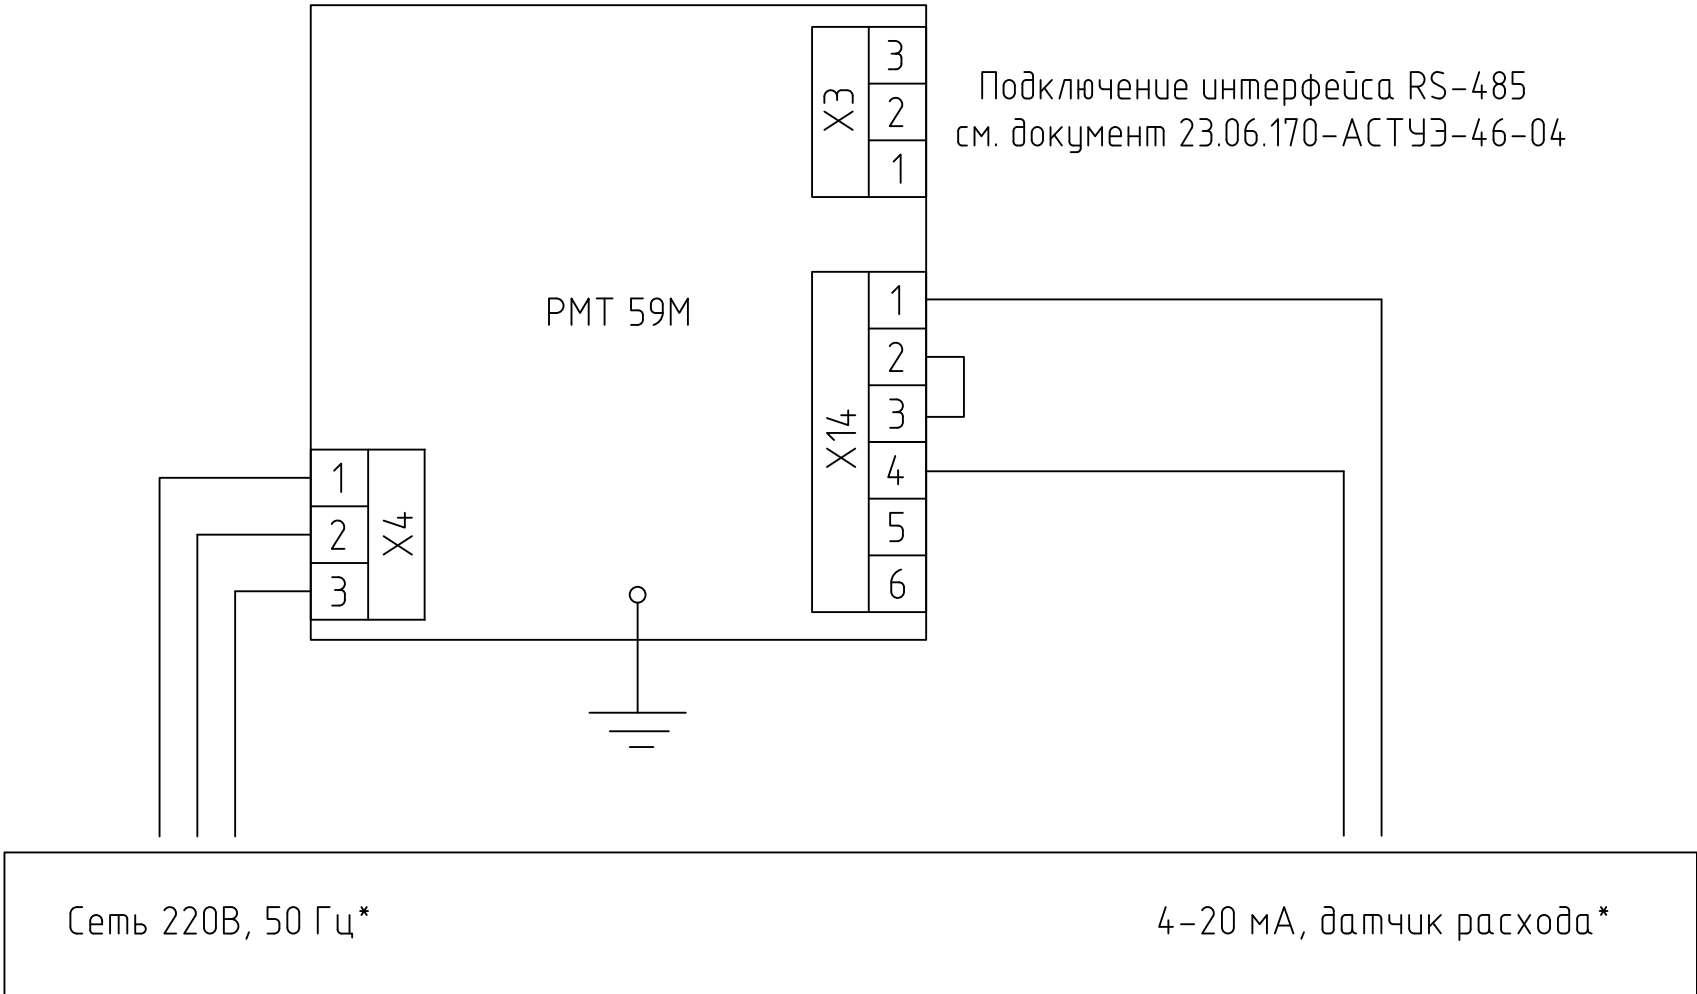 3
2
1
X3
Подключение интерфейса RS-485
см. документ 23.06.170-АСТУЭ-46-04
РМТ 59М
1
2
3
4
5
6
X14
1
2
3
X4
Сеть 220В, 50 Гц*
4-20 мА, датчик расхода*